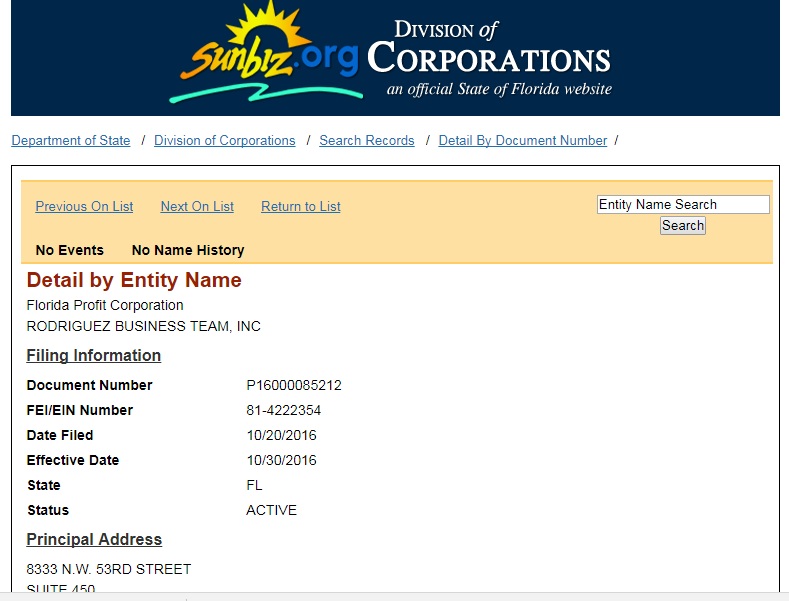 sunbiz.org
DIVISION of
CORPORATIONS
an official State of Florida website
Department of State / Division of Corporations / Search Records / Detail By Document Number /
Previous On List Next On List Return to List
Entity Name Search
Search
No Events No Name History
Detail by Entity Name
Florida Profit Corporation
RODRIGUEZ BUSINESS TEAM, INC
Filing Information
Document Number P16000085212
FEI/EIN Number 81-4222354
Date Filed 10/20/2016
Effective Date 10/30/2016
State FL
Status ACTIVE
Principal Address
8333 N.W. 53RD STREET
SUITE 450